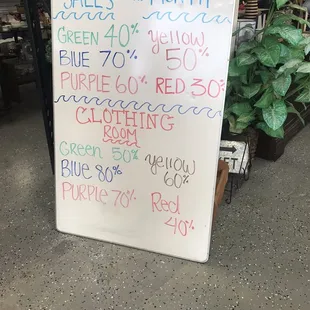 GREEN 40%
yellow 50%
BLUE 70%
PURPLE 60%
RED 30%
CLOTHING
ROOM
Green 50%
yellow 60%
Blue 80%
Purple 70%
Red 40%